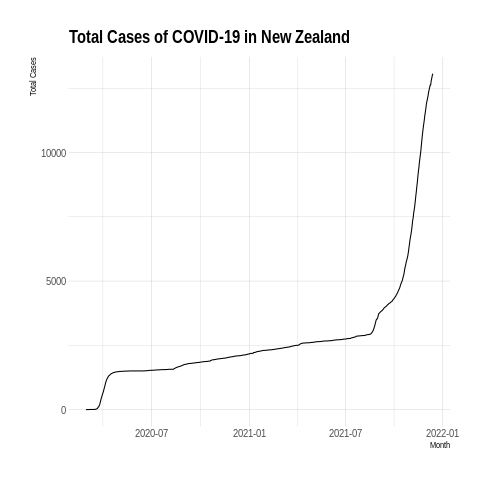 Total Cases of COVID-19 in New Zealand
Total Cases
10000
5000
0
2020-07 2021-01 2021-07 2022-01
Month